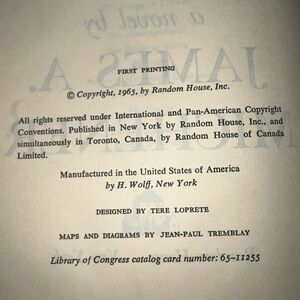 a novel by
JAMES A.
FIRST PRINTING
© Copyright, 1965, by Random House, Inc.
All rights reserved under International and Pan-American Copyright
Conventions. Published in New York by Random House, Inc., and
simultaneously in Toronto, Canada, by Random House of Canada
Limited.
Manufactured in the United States of America
by H. Wolff, New York
DESIGNED BY TERE LOPRETE
MAPS AND DIAGRAMS BY JEAN-PAUL TREMBLAY
Library of Congress catalog card number: 65-11255